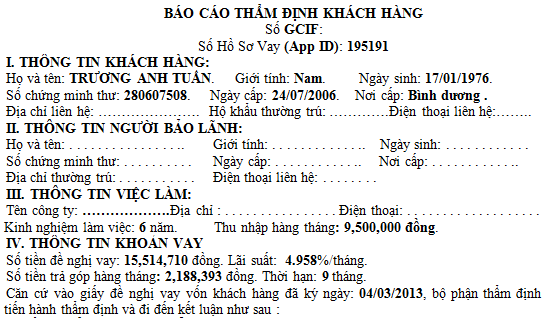 BÁO CÁO THẨM ĐỊNH KHÁCH HÀNG
Số GCIF:
Số Hồ Sơ Vay (App ID): 195191
I. THÔNG TIN KHÁCH HÀNG:
Họ và tên: TRƯƠNG ANH TUẤN. Giới tính: Nam. Ngày sinh: 17/01/1976.
Số chứng minh thư: 280607508. Ngày cấp: 24/07/2006. Nơi cấp: Bình dương .
Địa chỉ liên hệ: ........................ Hộ khẩu thường trú: ..............Điện thoại liên hệ:........
II. THÔNG TIN NGƯỜI BẢO LÃNH:
Họ và tên: . . . . . . . . . . . . . . . . . Giới tính: . . . . . . . . . . . . . Ngày sinh: . . . . . . . . . . . .
Số chứng minh thư: . . . . . . . . . . Ngày cấp: . . . . . . . . . . . . . Nơi cấp: . . . . . . . . . . . . .
Địa chỉ thường trú: . . . . . . . . . . . Điện thoại liên hệ: . . . . . . . .
III. THÔNG TIN VIỆC LÀM:
Tên công ty: ………………..Địa chỉ : . . . . . . . . . . . . . . . . Điện thoại: . . . . . . . . . . . . . . . . . . .
Kinh nghiệm làm việc: 6 năm. Thu nhập hàng tháng: 9,500,000 đồng.
IV. THÔNG TIN KHOẢN VAY
Số tiền đề nghị vay: 15,514,710 đồng. Lãi suất: 4.958%/tháng.
Số tiền trả góp hàng tháng: 2,188,393 đồng. Thời hạn: 9 tháng.
Căn cứ vào giấy đề nghị vay vốn khách hàng đã ký ngày: 04/03/2013, bộ phận thẩm định
tiến hành thẩm định và đi đến kết luận như sau :